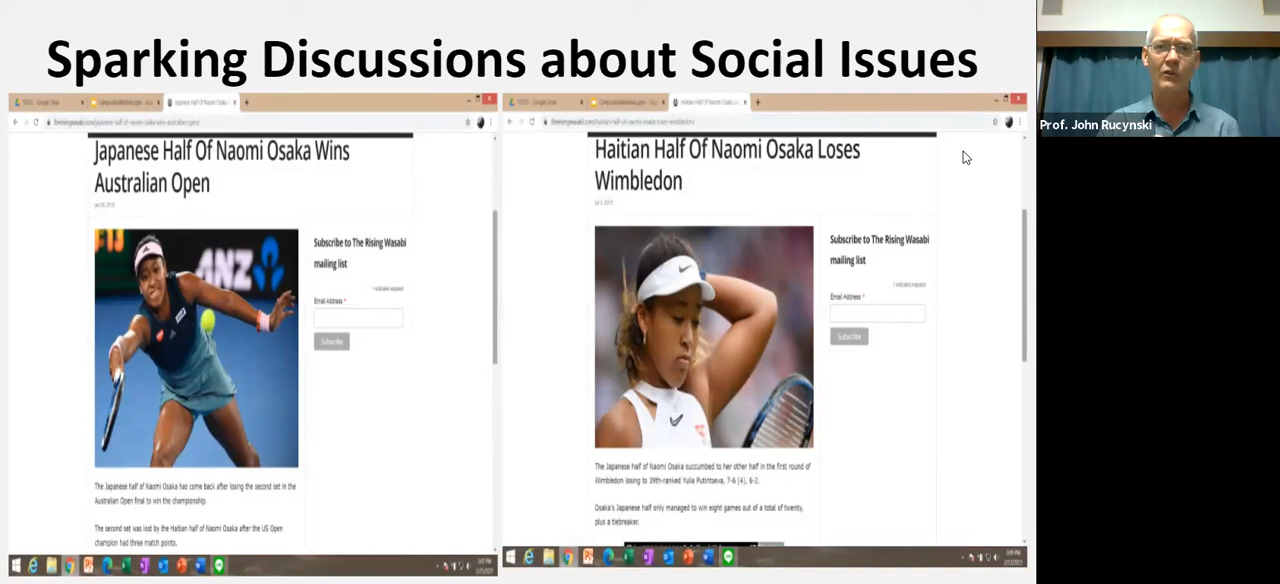 Sparking Discussions about Social Issues
Japanese Half Of Naomi Osaka Wins
Australian Open
ANZ
Subscribe to The Rising Wasabi
mailing list
* indicates required
Email Address *
Subscribe
The Japanese half of Naomi Osaka has come back after losing the second set in the
Australian Open final to win the championship.
The second set was lost by the Haitian half of Naomi Osaka after the US Open
champion had three match points.
Haitian Half Of Naomi Osaka Loses
Wimbledon
Subscribe to The Rising Wasabi
mailing list
* indicates required
Email Address *
Subscribe
The Japanese half of Naomi Osaka succumbed to her other half in the first round of
Wimbledon losing to 39th-ranked Yulia Putintseva, 7-6 (4), 6-2.
Osaka's Japanese half only managed to win eight games out of a total of twenty,
plus a tiebreaker.
Prof. John Rucynski